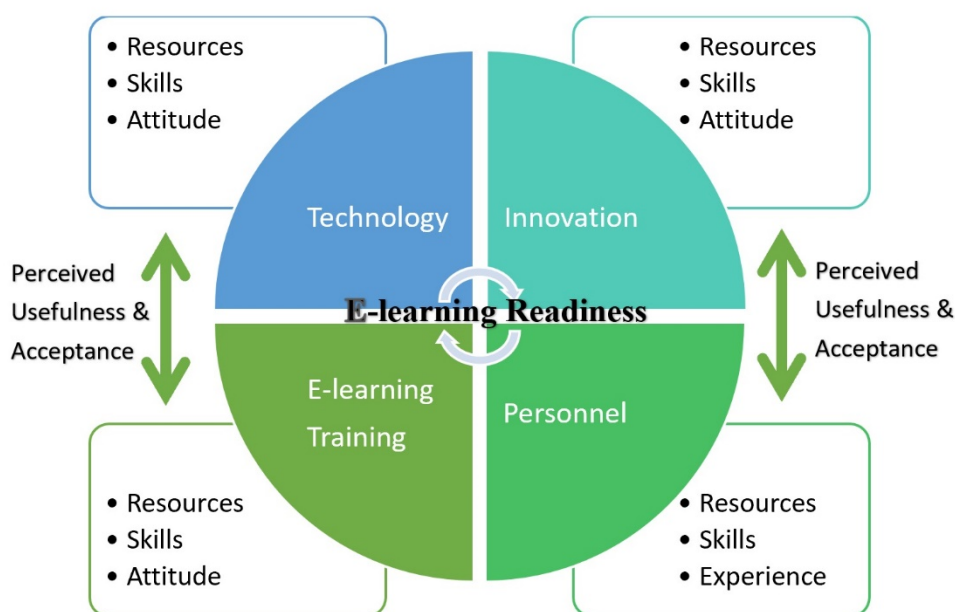 • Resources
• Skills
• Attitude
• Resources
• Skills
• Attitude
Technology
Innovation
Perceived
Usefulness &
Acceptance
E-learning Readiness
Perceived
Usefulness &
Acceptance
E-learning
Training
Personnel
• Resources
• Skills
• Attitude
• Resources
• Skills
• Experience